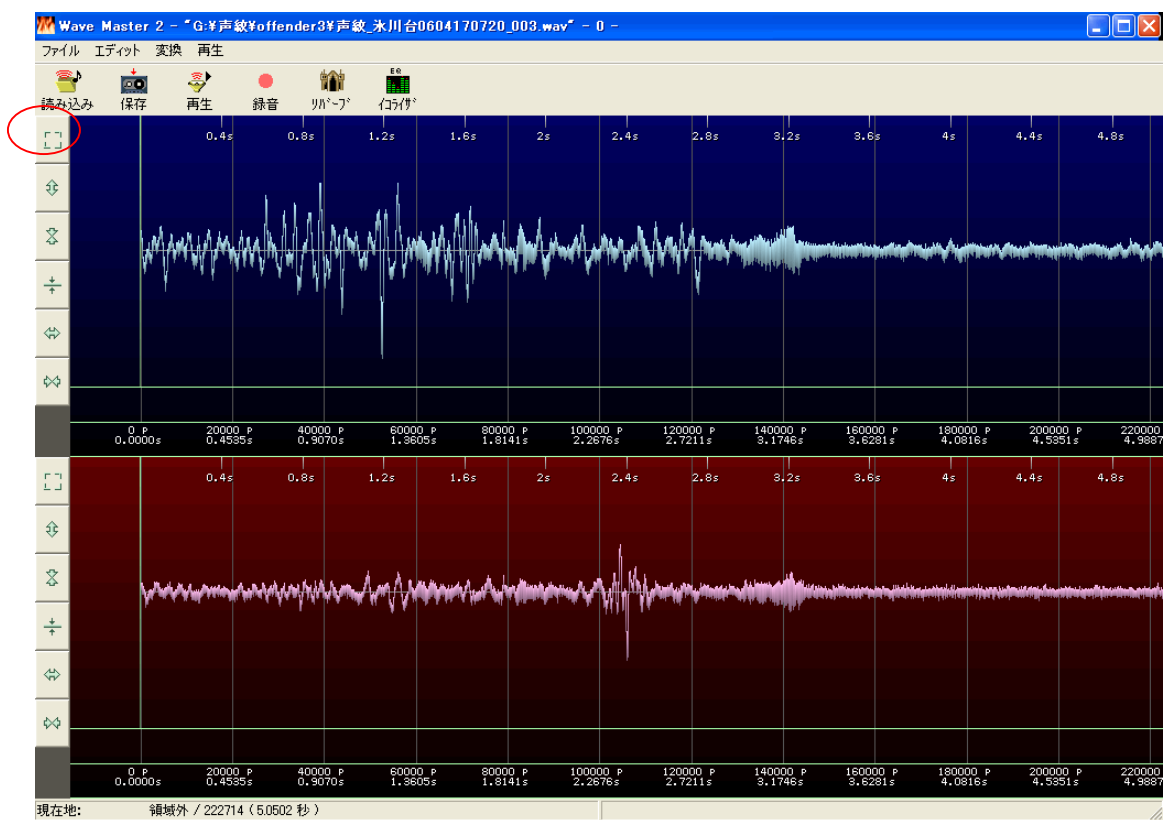 Wave Master 2 - "G:¥声紋¥offender3¥声紋_氷川台0604170720_003.wav" - 0 -
ファイル エディット 変換 再生
読み込み 保存 再生 録音 ﾘﾊﾞｰﾌﾞ EQ ｲｺﾗｲｻﾞ
0.4s 0.8s 1.2s 1.6s 2s 2.4s 2.8s 3.2s 3.6s 4s 4.4s 4.8s
0 P 20000 P 40000 P 60000 P 80000 P 100000 P 120000 P 140000 P 160000 P 180000 P 200000 P 220000
0.0000s 0.4535s 0.9070s 1.3605s 1.8141s 2.2676s 2.7211s 3.1746s 3.6281s 4.0816s 4.5351s 4.9887
0.4s 0.8s 1.2s 1.6s 2s 2.4s 2.8s 3.2s 3.6s 4s 4.4s 4.8s
0 P 20000 P 40000 P 60000 P 80000 P 100000 P 120000 P 140000 P 160000 P 180000 P 200000 P 220000
0.0000s 0.4535s 0.9070s 1.3605s 1.8141s 2.2676s 2.7211s 3.1746s 3.6281s 4.0816s 4.5351s 4.9887
現在地: 領域外 / 222714 ( 5.0502 秒 )